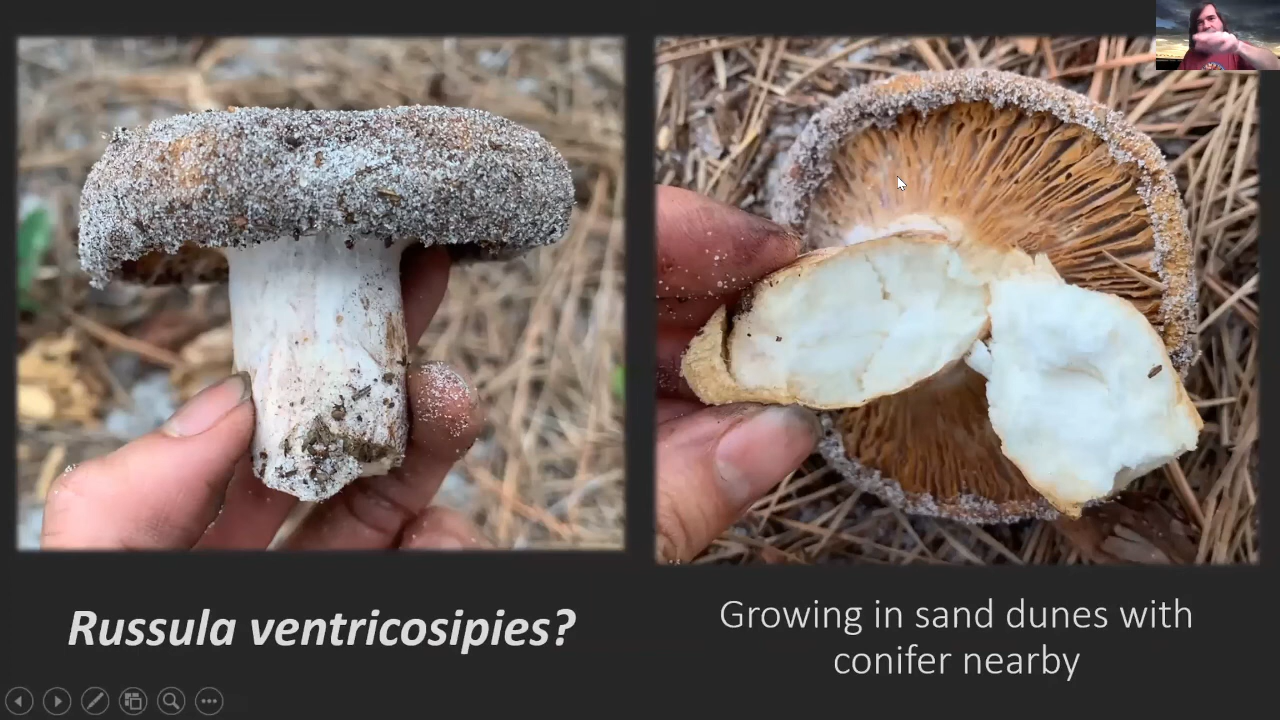 Russula ventricosipies?
Growing in sand dunes with
conifer nearby